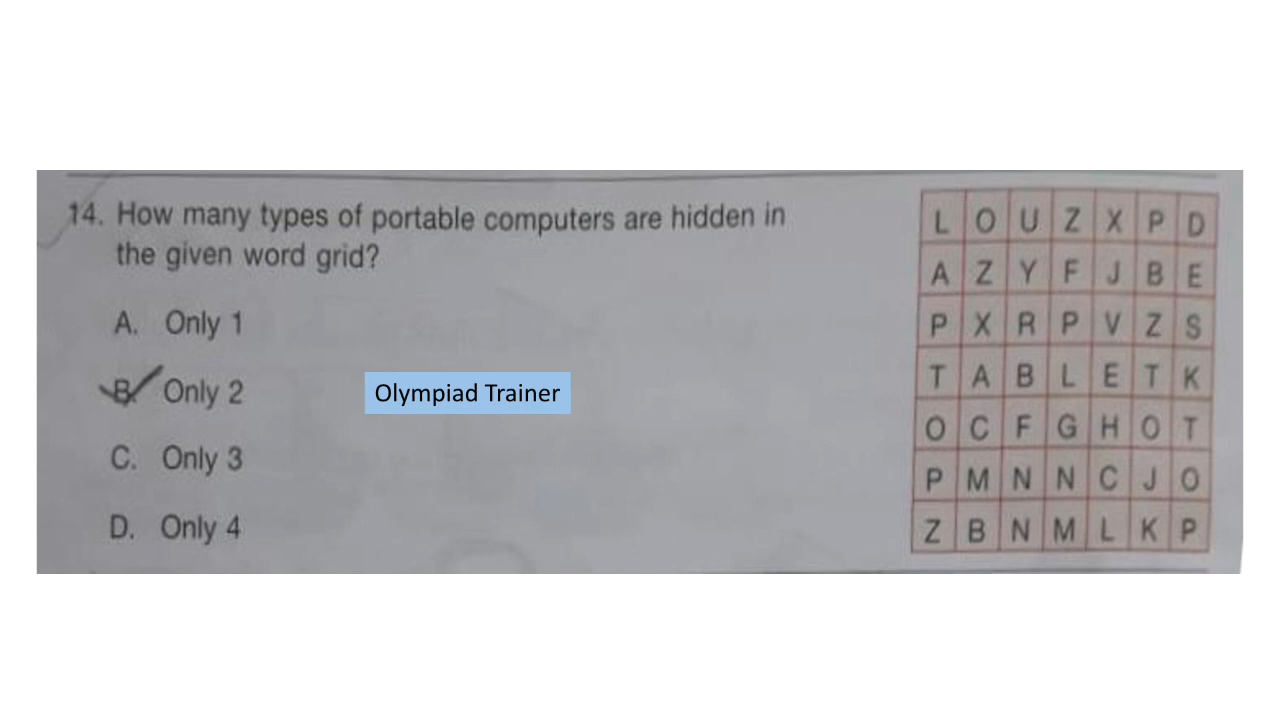 14. How many types of portable computers are hidden in
the given word grid?
A. Only 1
B. Only 2
C. Only 3
D. Only 4
Olympiad Trainer
L O U Z X P D
A Z Y F J B E
P X R P V Z S
T A B L E T K
O C F G H O T
P M N N C J O
Z B N M L K P